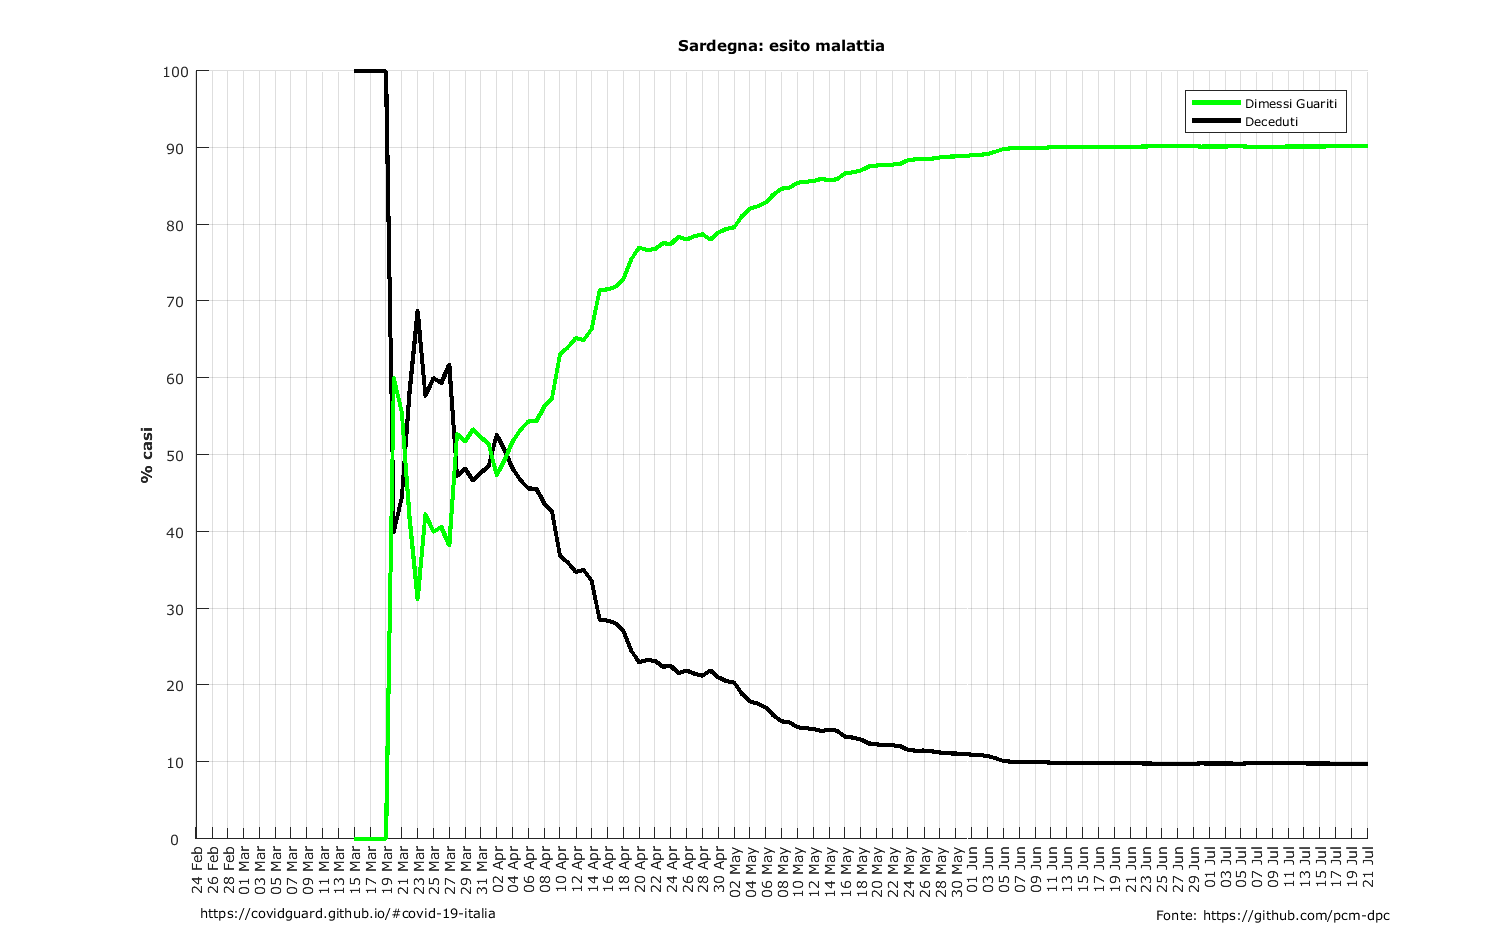 Sardegna: esito malattia
100
90
80
70
60
50
40
30
20
10
0
% casi
Dimessi Guariti
Deceduti
24 Feb
26 Feb
28 Feb
01 Mar
03 Mar
05 Mar
07 Mar
09 Mar
11 Mar
13 Mar
15 Mar
17 Mar
19 Mar
21 Mar
23 Mar
25 Mar
27 Mar
29 Mar
31 Mar
02 Apr
04 Apr
06 Apr
08 Apr
10 Apr
12 Apr
14 Apr
16 Apr
18 Apr
20 Apr
22 Apr
24 Apr
26 Apr
28 Apr
30 Apr
02 May
04 May
06 May
08 May
10 May
12 May
14 May
16 May
18 May
20 May
22 May
24 May
26 May
28 May
30 May
01 Jun
03 Jun
05 Jun
07 Jun
09 Jun
11 Jun
13 Jun
15 Jun
17 Jun
19 Jun
21 Jun
23 Jun
25 Jun
27 Jun
29 Jun
01 Jul
03 Jul
05 Jul
07 Jul
09 Jul
11 Jul
13 Jul
15 Jul
17 Jul
19 Jul
21 Jul
https://covidguard.github.io/#covid-19-italia
Fonte: https://github.com/pcm-dpc